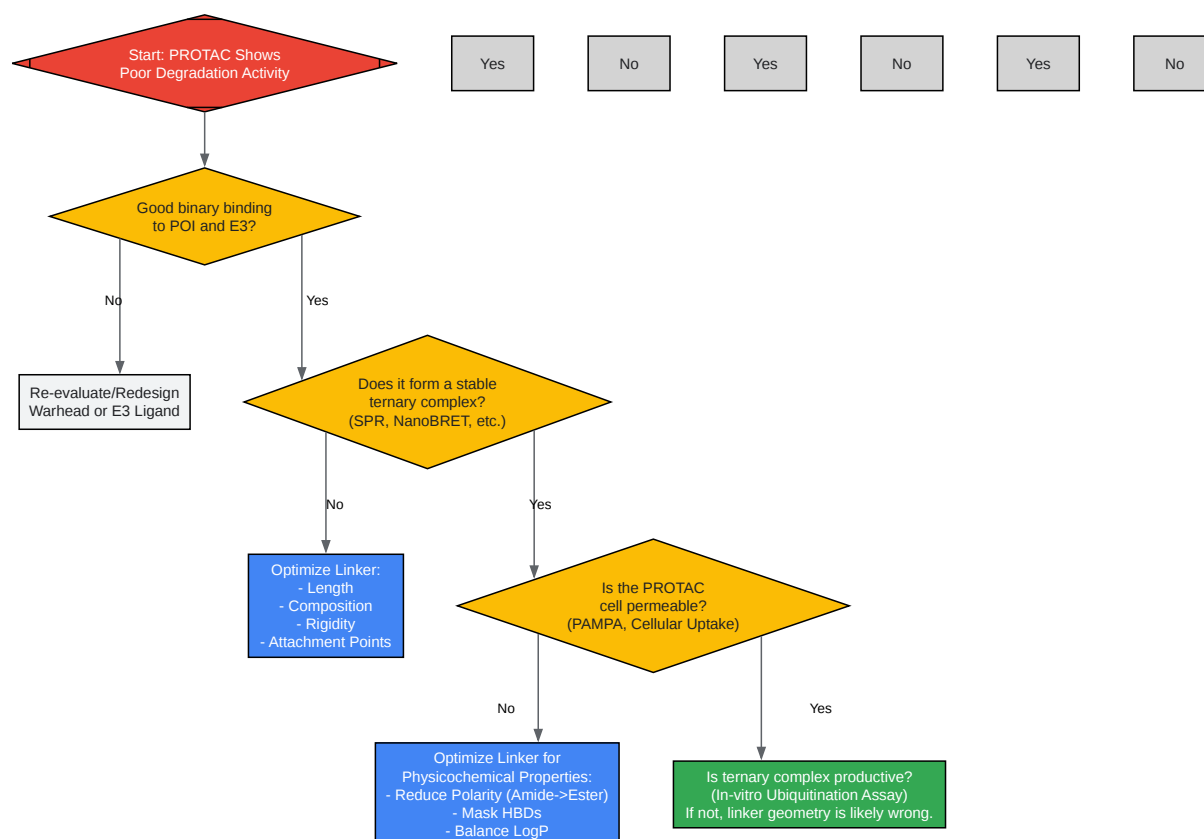 Start: PROTAC Shows
Poor Degradation Activity
Yes
No
Yes
No
Yes
No
Good binary binding
to POI and E3?
No
Yes
Re-evaluate/Redesign
Warhead or E3 Ligand
Does it form a stable
ternary complex?
(SPR, NanoBRET, etc.)
No
Yes
Optimize Linker:
- Length
- Composition
- Rigidity
- Attachment Points
Is the PROTAC
cell permeable?
(PAMPA, Cellular Uptake)
No
Yes
Optimize Linker for
Physicochemical Properties:
- Reduce Polarity (Amide->Ester)
- Mask HBDs
- Balance LogP
Is ternary complex productive?
(In-vitro Ubiquitination Assay)
If not, linker geometry is likely wrong.